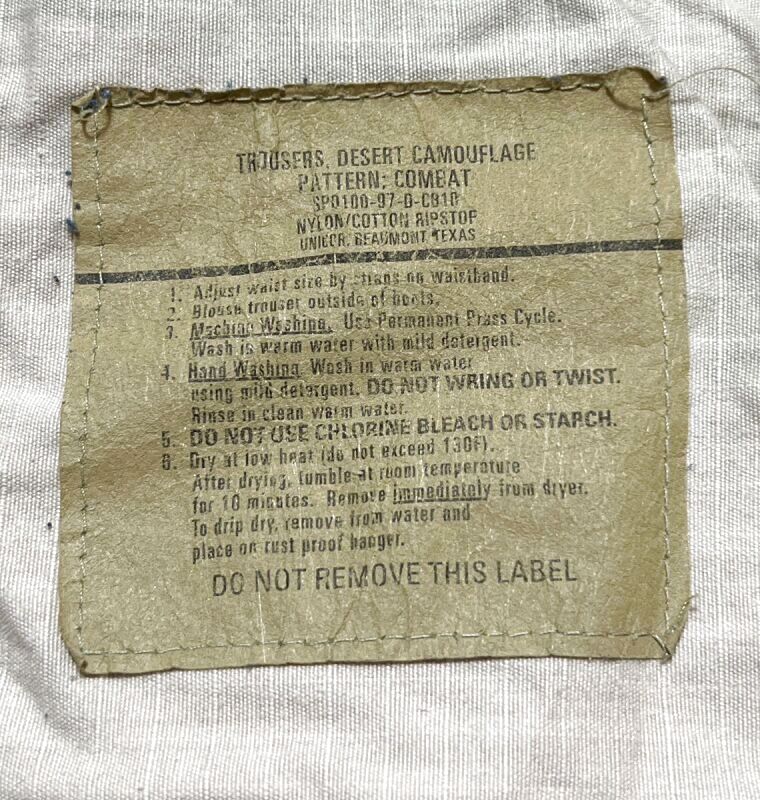 TROUSERS, DESERT CAMOUFLAGE
PATTERN; COMBAT
SP0100-97-D-C310
NYLON/COTTON RIPSTOP
UNICOR, BEAUMONT, TEXAS
1. Adjust waist size by straps on waistband.
2. Blouse trouser outside of boots.
3. Machine Washing. Use Permanent Press Cycle.
Wash is warm water with mild detergent.
4. Hand Washing. Wash in warm water
using mild detergent. DO NOT WRING OR TWIST.
Rinse in clean warm water.
5. DO NOT USE CHLORINE BLEACH OR STARCH.
6. Dry at low heat (do not exceed 130F).
After drying, tumble at room temperature
for 10 minutes. Remove immediately from dryer.
To drip dry, remove from water and
place on rust proof hanger.
DO NOT REMOVE THIS LABEL